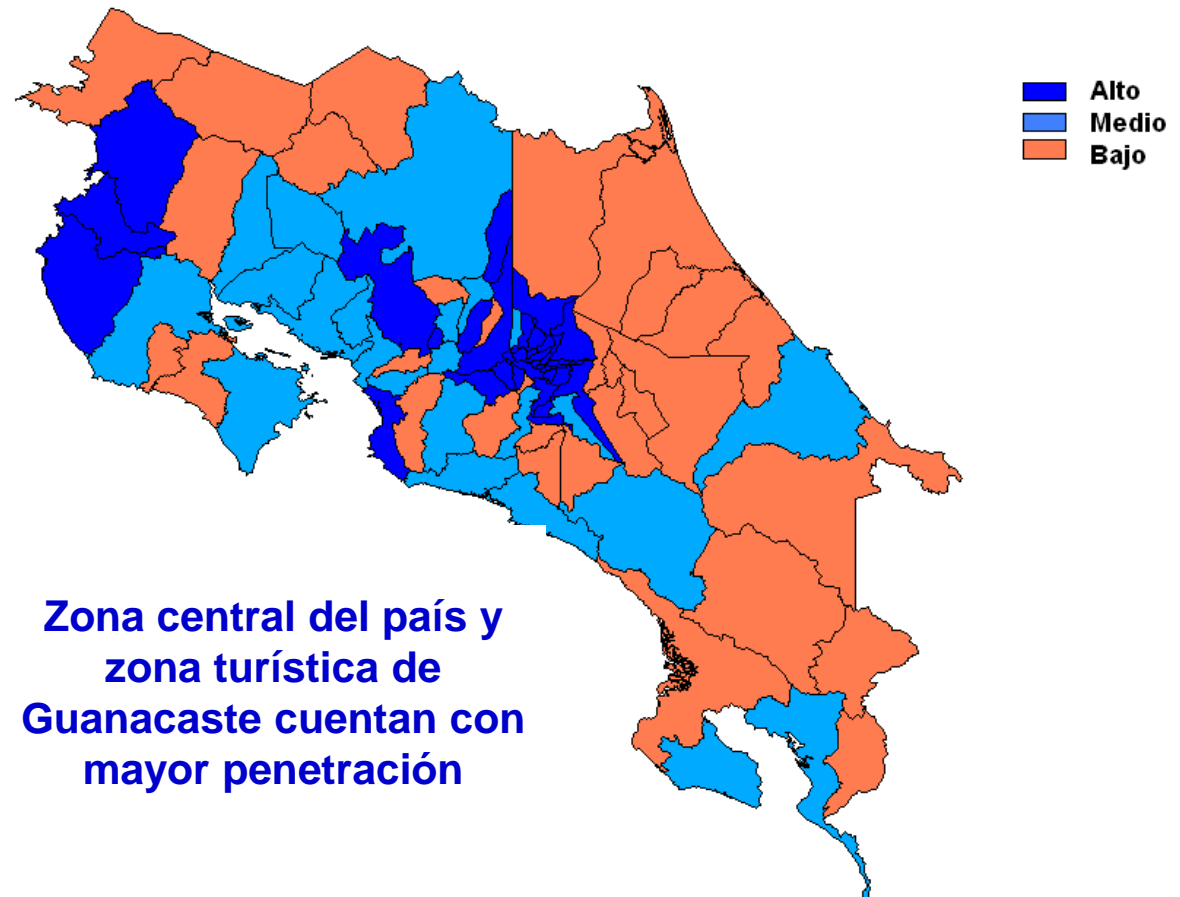 Alto
Medio
Bajo
Zona central del país y
zona turística de
Guanacaste cuentan con
mayor penetración